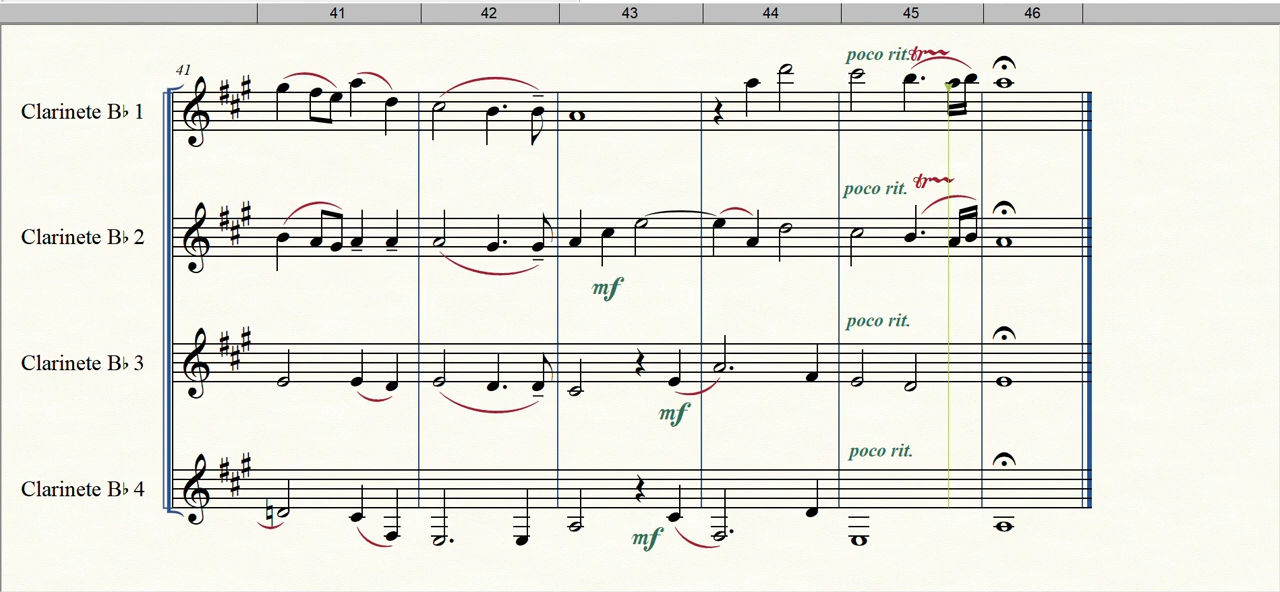 41 42 43 44 45 46
poco rit. tr
41
Clarinete B♭ 1
poco rit. tr
Clarinete B♭ 2
mf
poco rit.
Clarinete B♭ 3
mf
poco rit.
Clarinete B♭ 4
mf